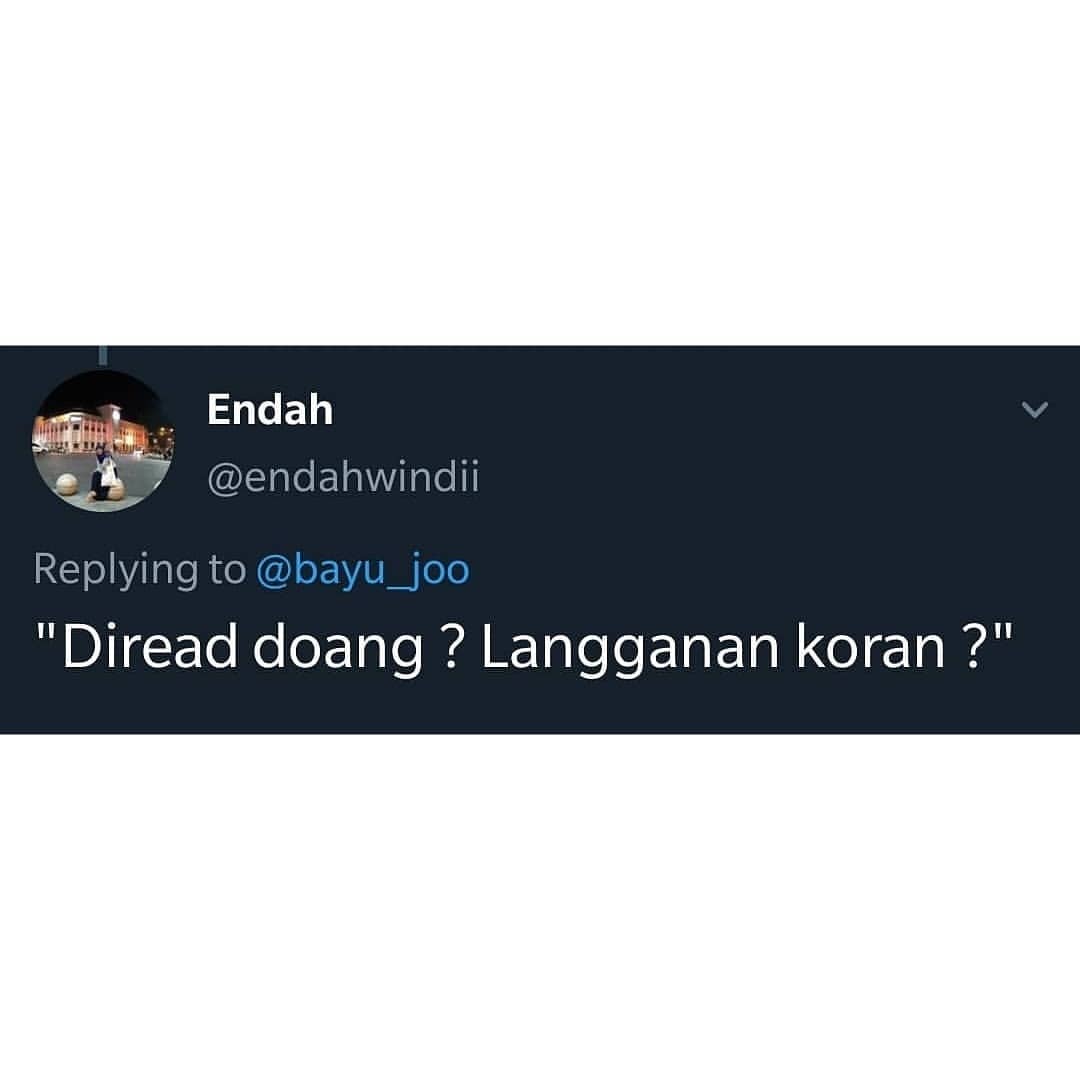 Endah
@endahwindii
Replying to @bayu_joo
"Diread doang ? Langganan koran ?"